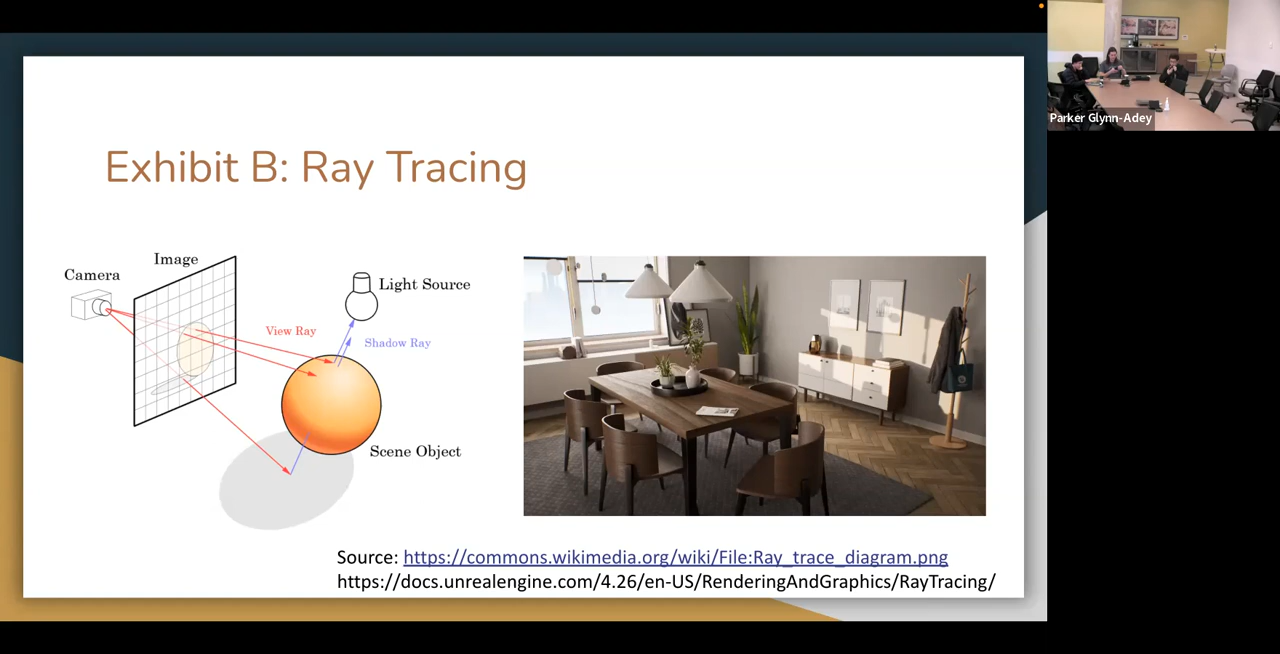 Exhibit B: Ray Tracing
Camera
Image
Light Source
View Ray
Shadow Ray
Scene Object
Source: https://commons.wikimedia.org/wiki/File:Ray_trace_diagram.png
https://docs.unrealengine.com/4.26/en-US/RenderingAndGraphics/RayTracing/
Parker Glynn-Adey